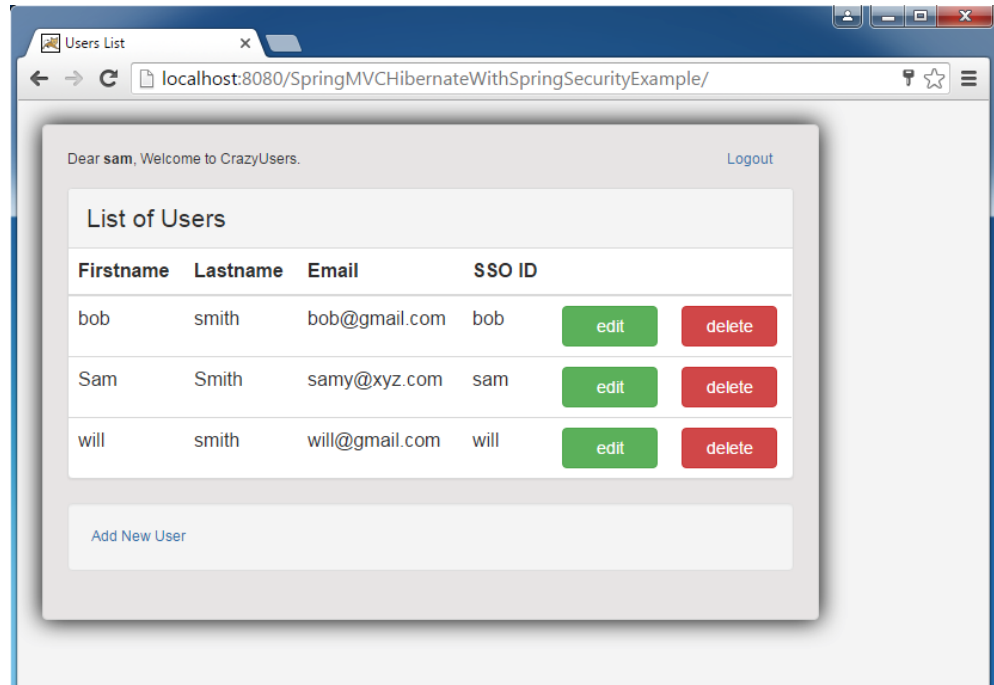 Users List
localhost:8080/SpringMVCHibernateWithSpringSecurityExample/
Dear sam, Welcome to CrazyUsers. Logout
List of Users
Firstname Lastname Email SSO ID
bob smith bob@gmail.com bob edit delete
Sam Smith samy@xyz.com sam edit delete
will smith will@gmail.com will edit delete
Add New User